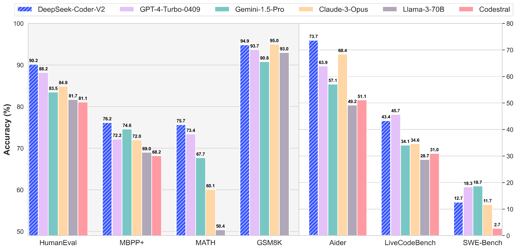 DeepSeek-Coder-V2 GPT-4-Turbo-0409 Gemini-1.5-Pro Claude-3-Opus Llama-3-70B Codestral
Accuracy (%)
100
90
80
70
60
50
80
70
60
50
40
30
20
10
0
90.2 88.2 83.5 84.8 81.7 81.1
76.2 72.2 74.6 72.0 69.0 68.2
75.7 73.4 67.7 60.1 50.4
94.9 93.7 90.8 95.0 93.0
73.7 63.9 57.1 68.4 49.2 51.1
43.4 45.7 34.1 34.6 28.7 31.0
12.7 18.3 18.7 11.7 2.7
HumanEval MBPP+ MATH GSM8K Aider LiveCodeBench SWE-Bench